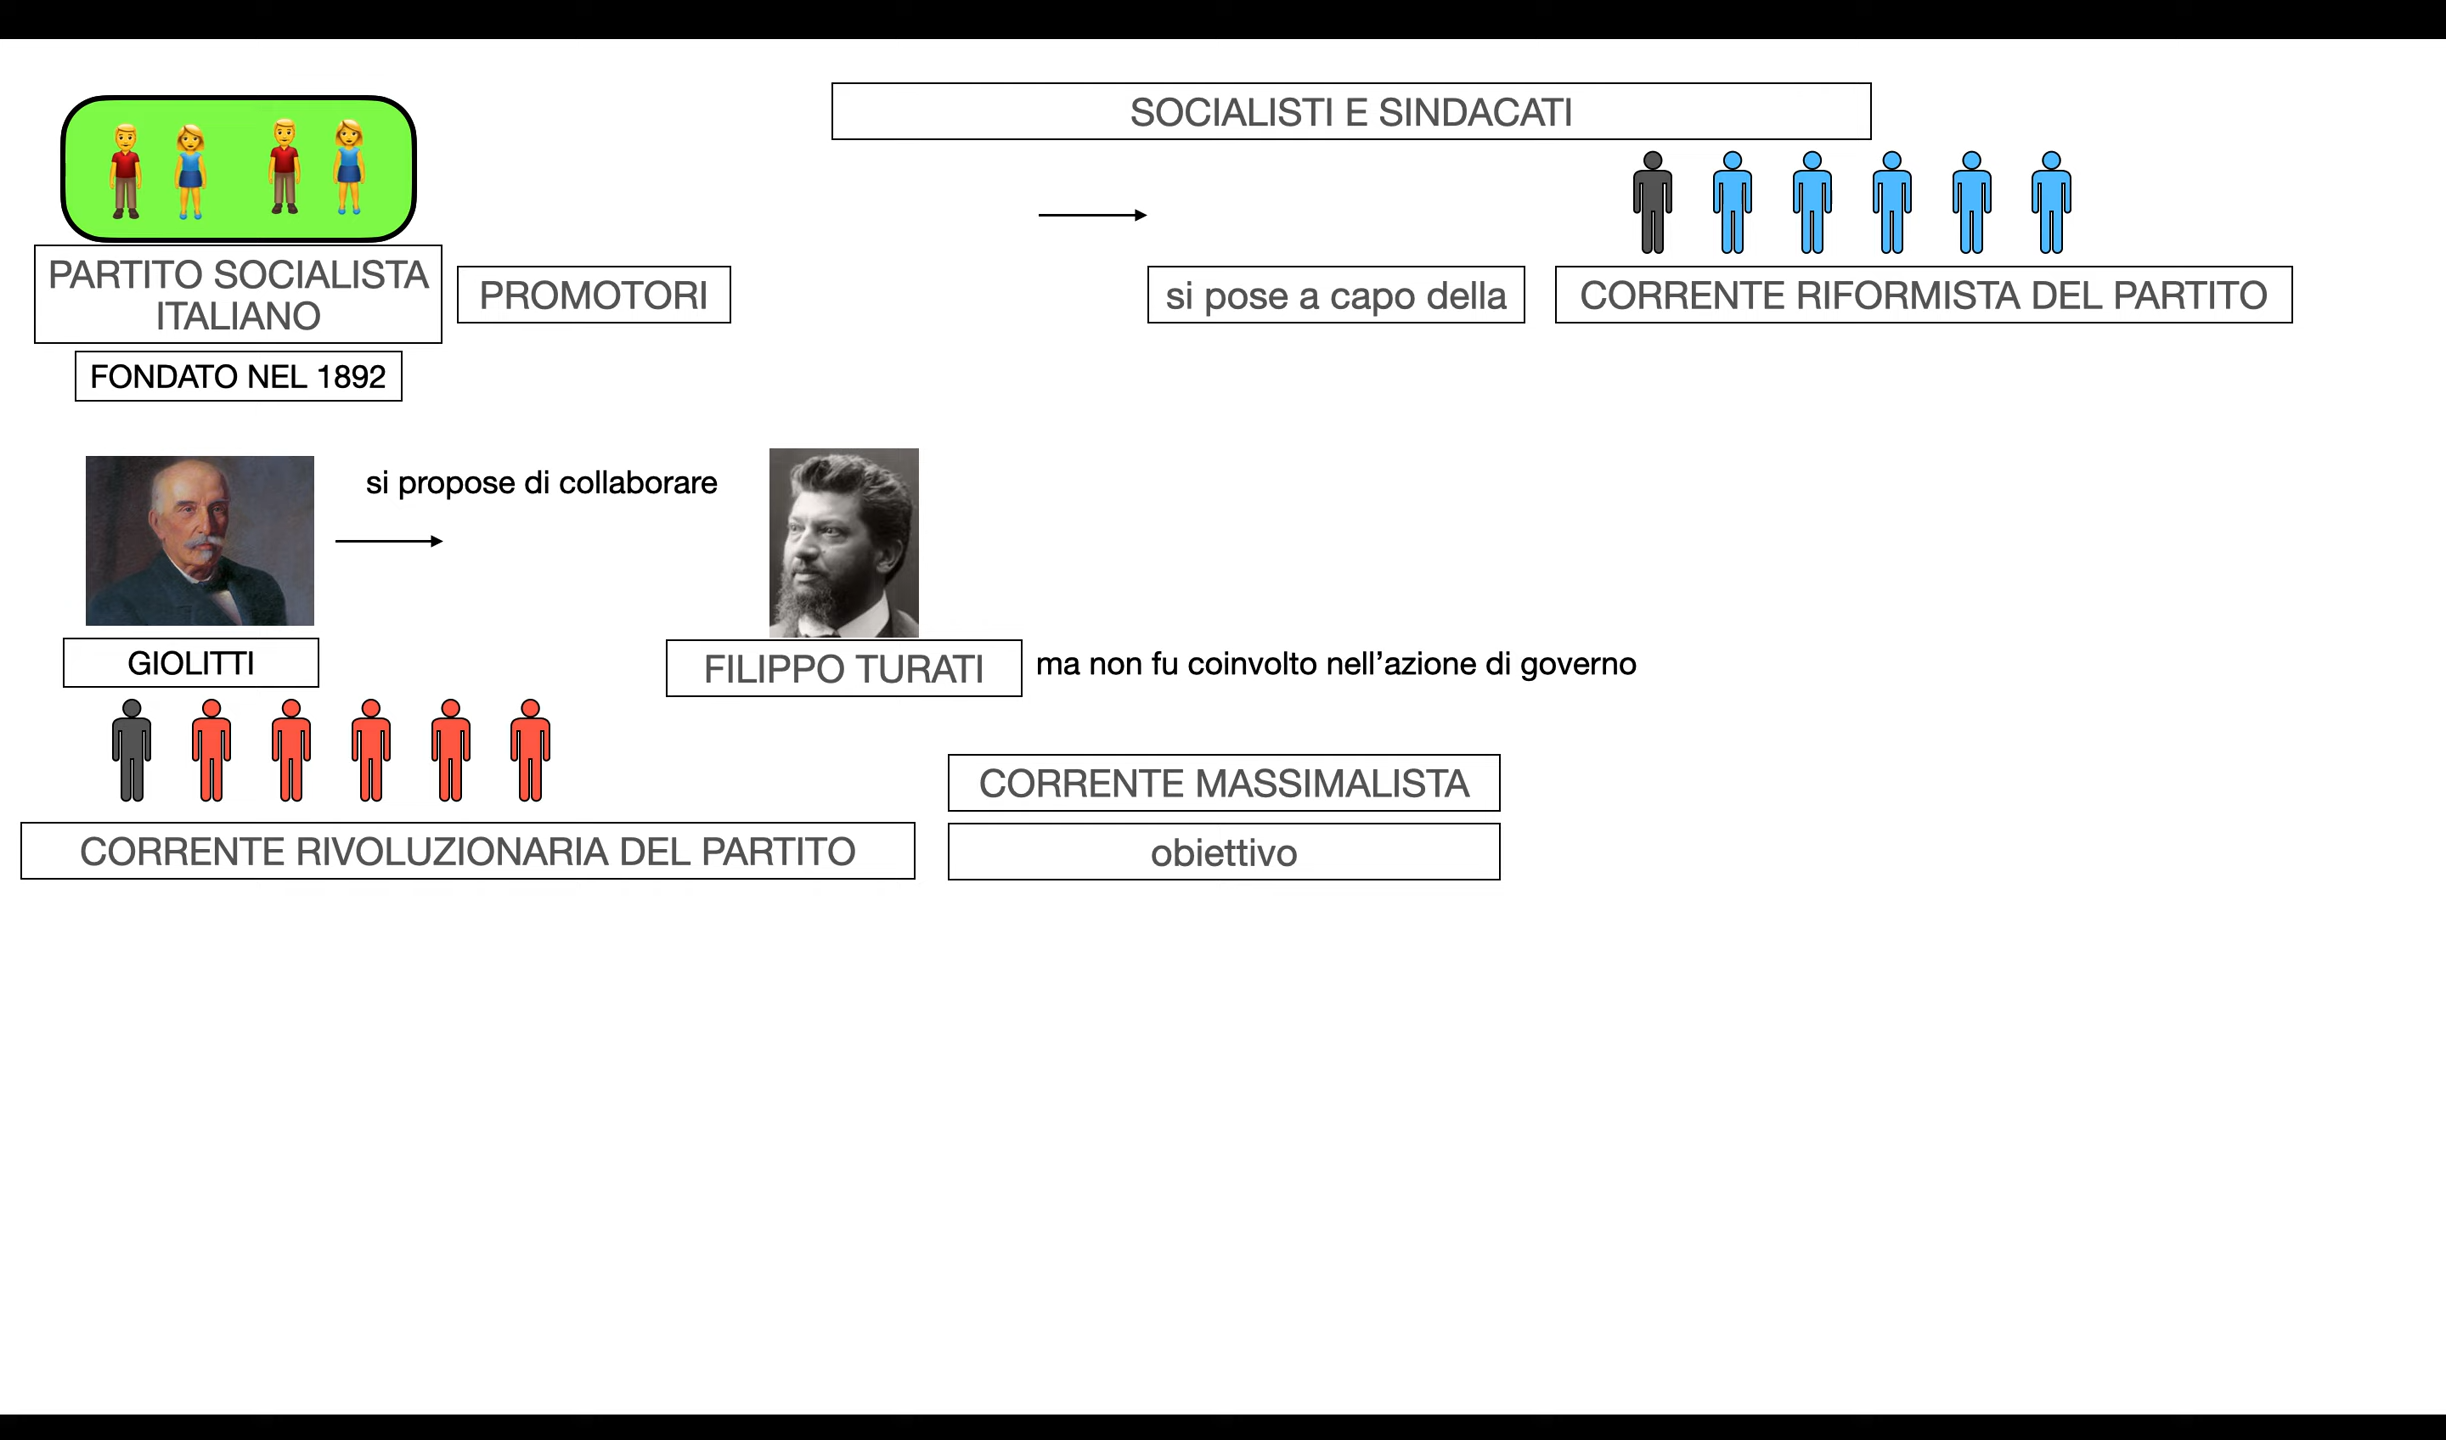 SOCIALISTI E SINDACATI
PARTITO SOCIALISTA
ITALIANO
PROMOTORI
si pose a capo della
CORRENTE RIFORMISTA DEL PARTITO
FONDATO NEL 1892
si propose di collaborare
GIOLITTI
FILIPPO TURATI
ma non fu coinvolto nell’azione di governo
CORRENTE MASSIMALISTA
CORRENTE RIVOLUZIONARIA DEL PARTITO
obiettivo